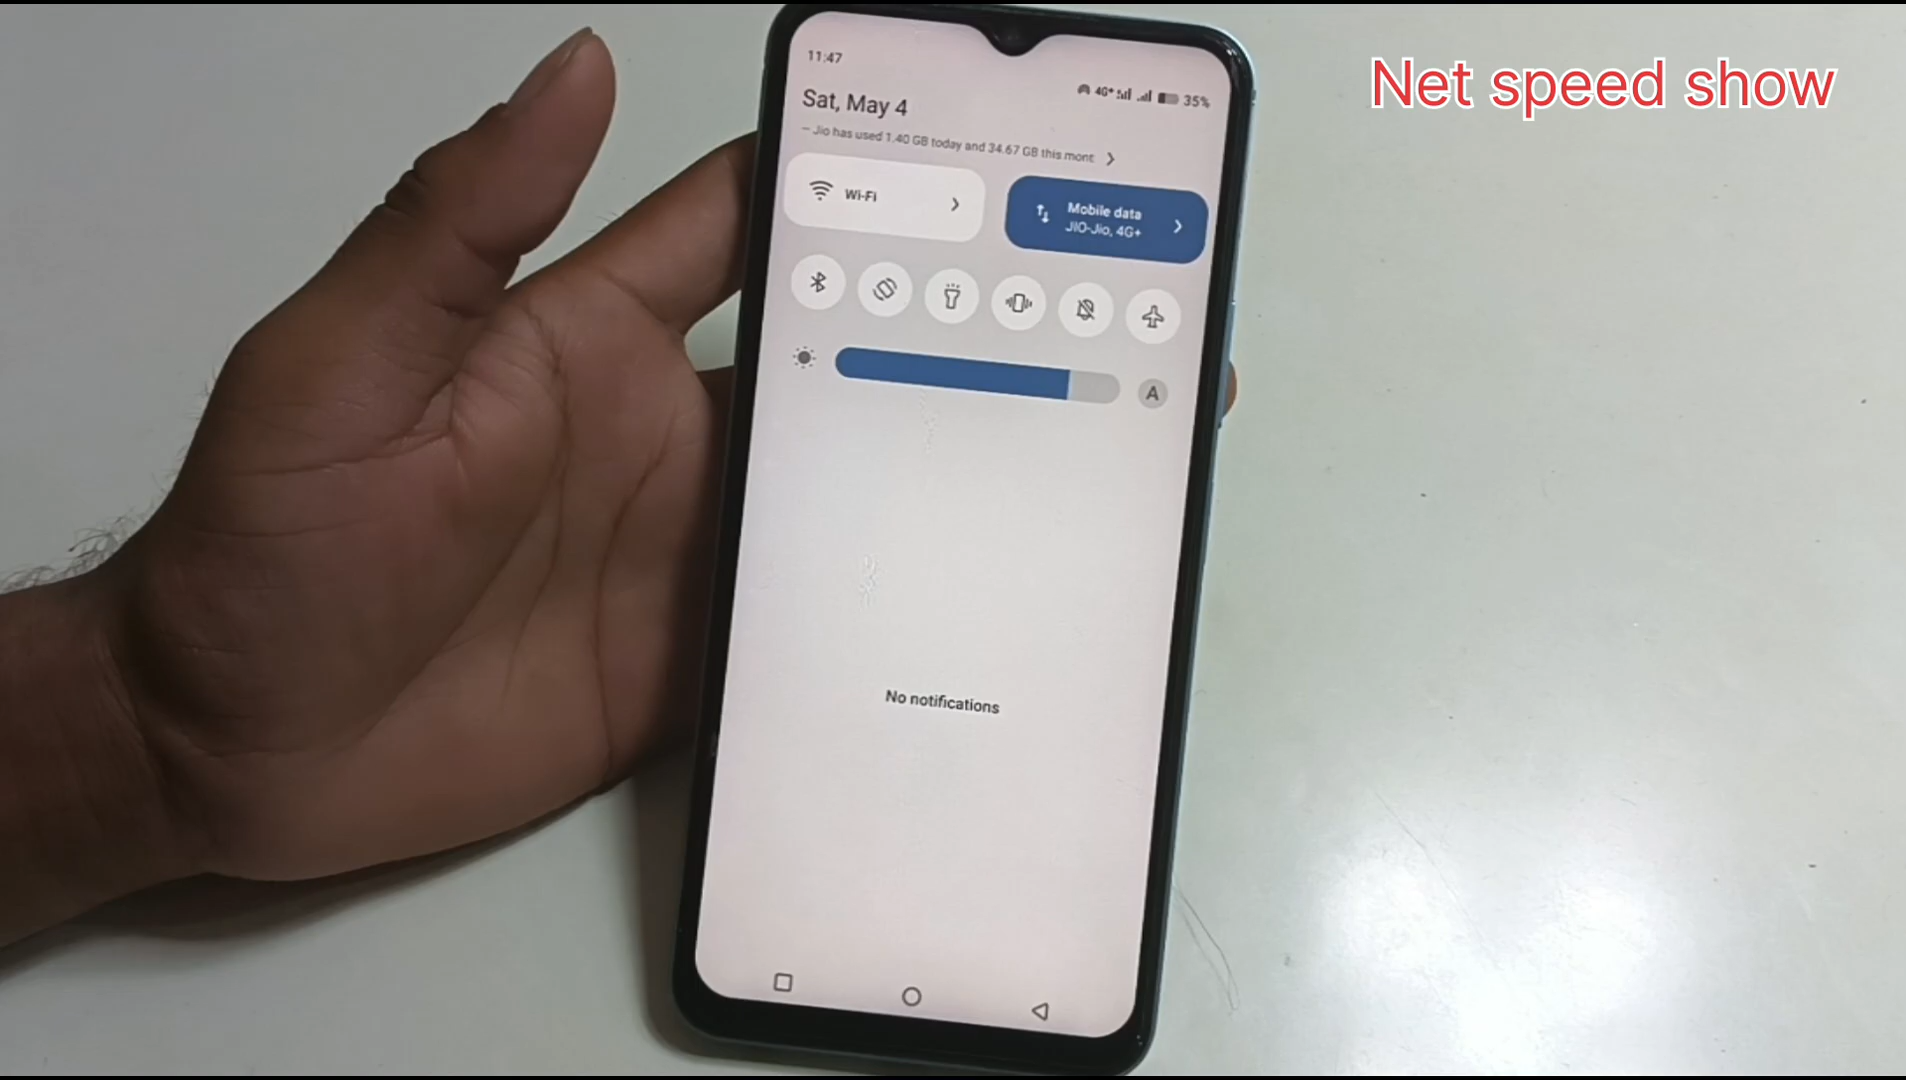 Net speed show
11:47
4G+ 35%
Sat, May 4
Jio has used 1.40 GB today and 34.67 GB this mont
Wi-Fi
Mobile data
JIO-Jio, 4G+
A
No notifications